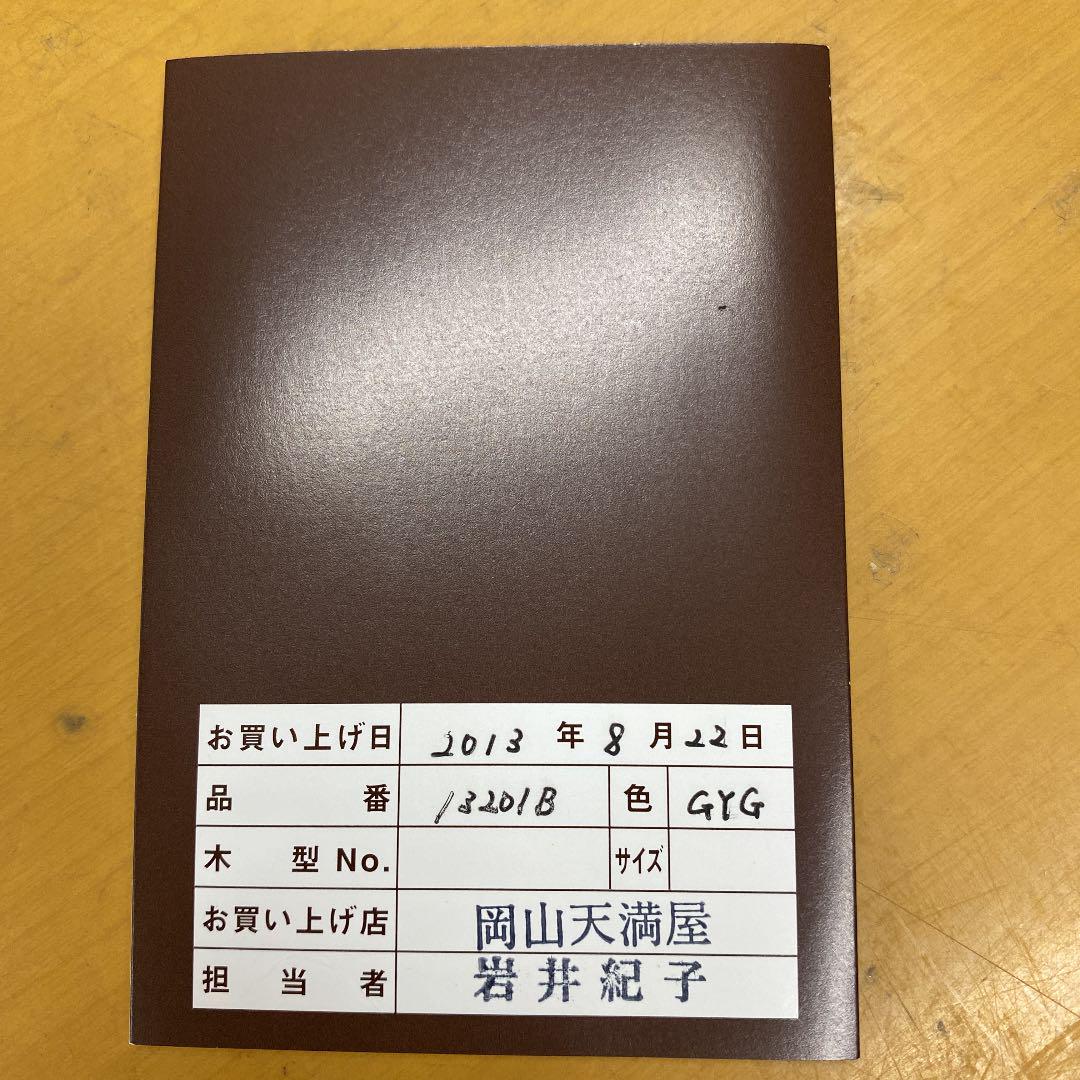 お買い上げ日 2013 年 8 月 22 日
品番 13201B 色 GYG
木型 No. サイズ
お買い上げ店 岡山天満屋
担当者 岩井紀子